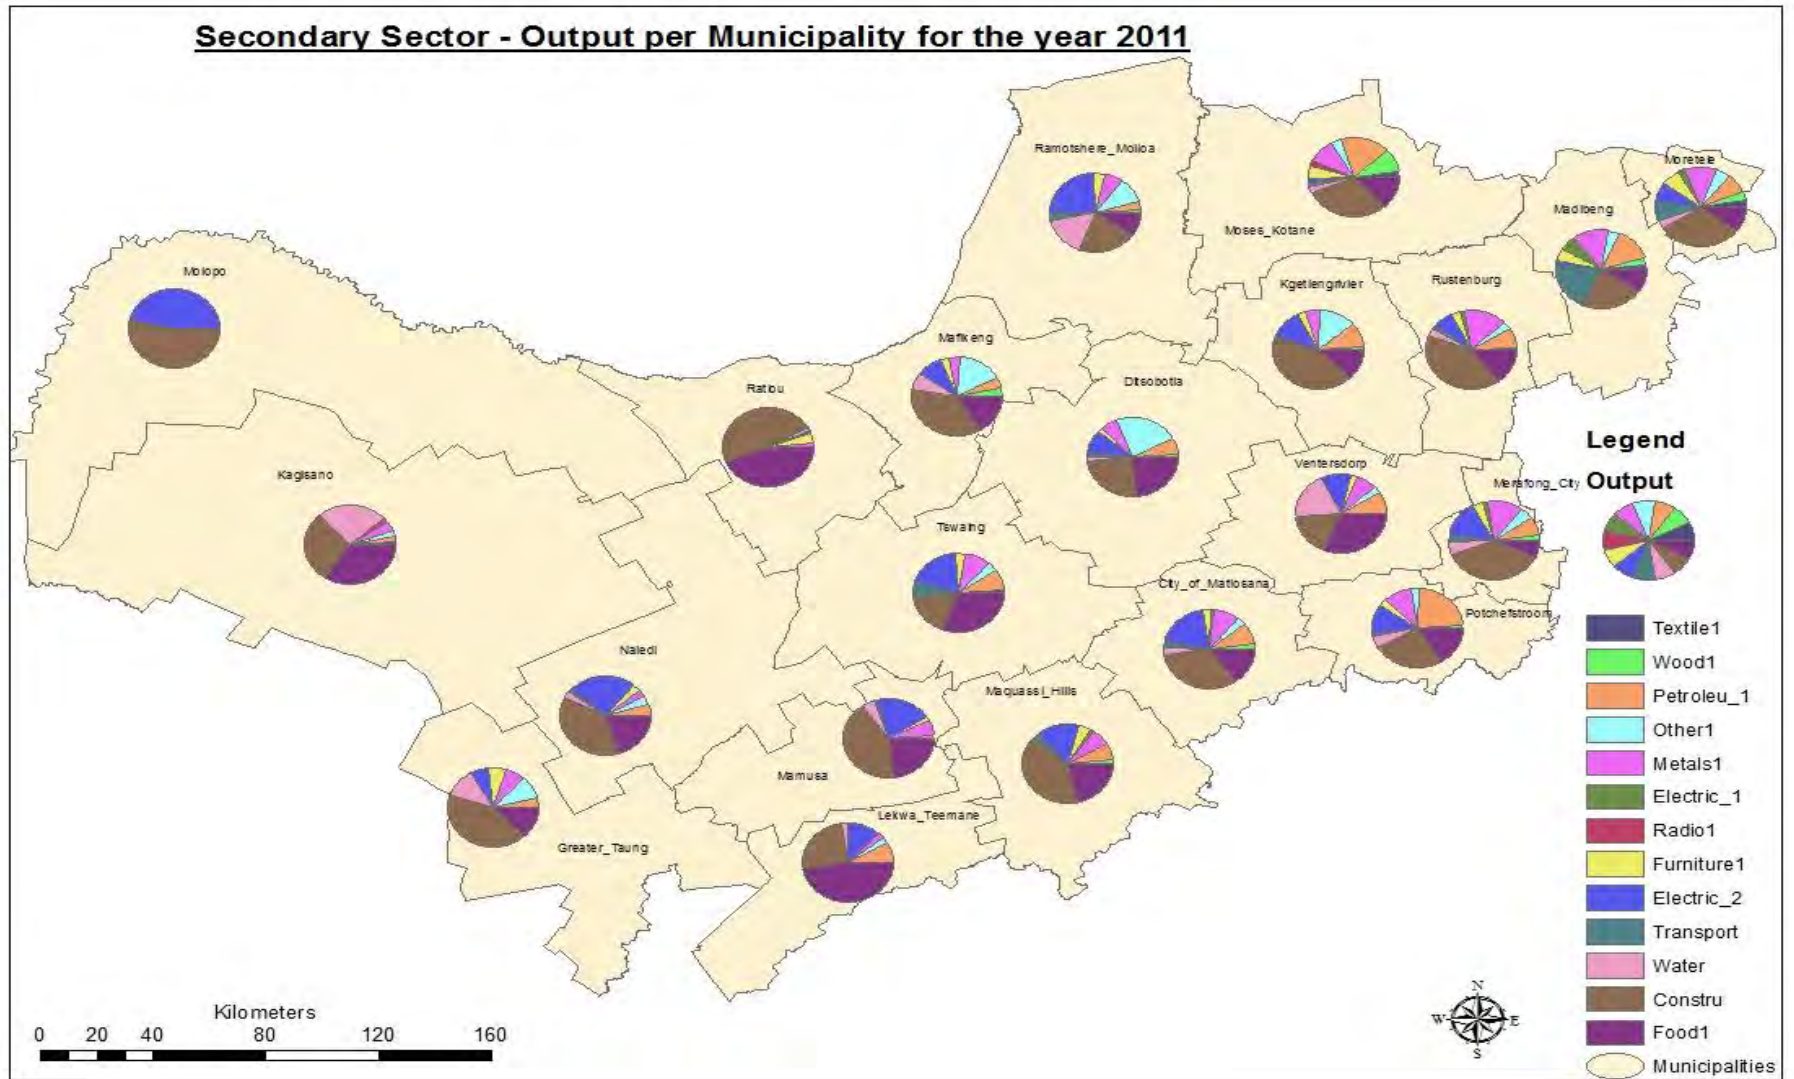 Secondary Sector - Output per Municipality for the year 2011
Ramotshere_Moiloa
Moretele
Madibeng
Moses_Kotane
Molopo
Kgetlengrivier
Rustenburg
Mafikeng
Ratlou
Ditsobotla
Legend
Kagisano
Ventersdorp
Merafong_City
Output
Tswaing
City_of_Matlosana
Potchefstroom
Textile1
Naledi
Wood1
Maquassi_Hills
Petroleu_1
Other1
Mamusa
Metals1
Lekwa_Teemane
Electric_1
Greater_Taung
Radio1
Furniture1
Electric_2
Transport
Water
Constru
Food1
Municipalities
Kilometers
0 20 40 80 120 160
N
W E
S